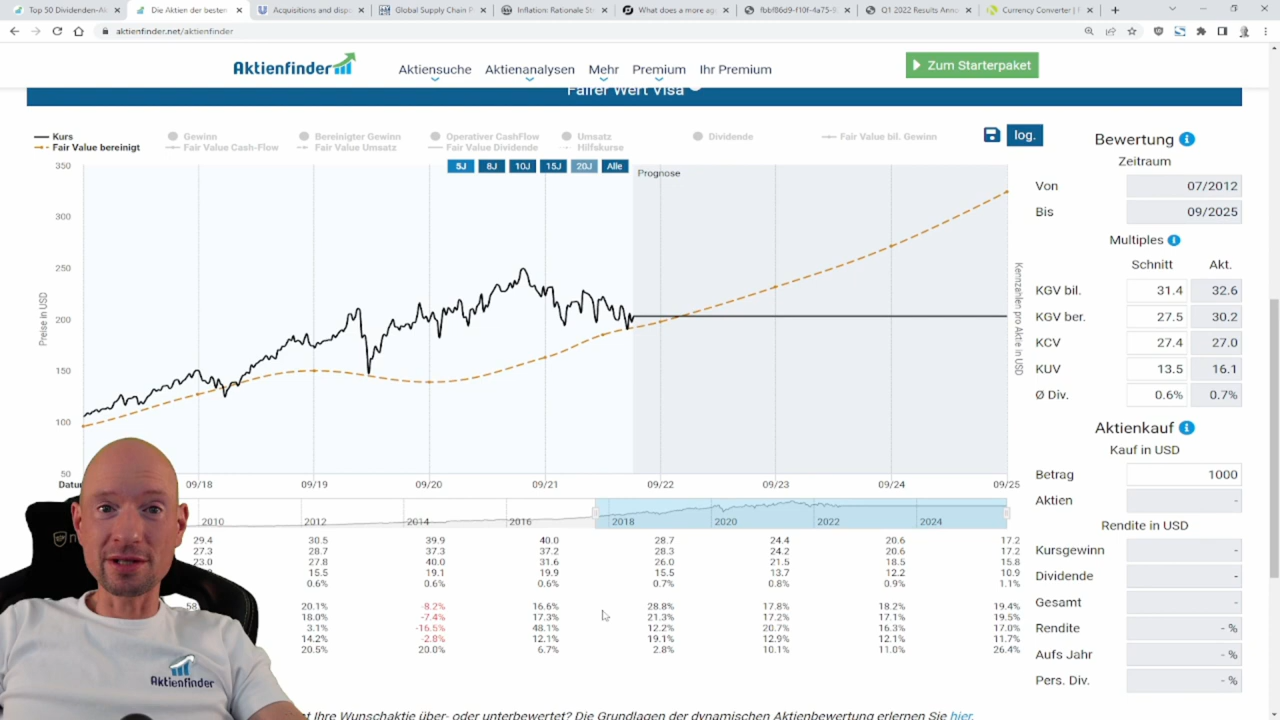 Top 50 Dividenden-Al
Die Aktien der besten
Acquisitions and dispo
Global Supply Chain P
Inflation: Rationale St
What does a more ag
fbbf86d9-f10f-4a75-9
Q1 2022 Results Anno
Currency Converter | F
aktienfinder.net/aktienfinder
Aktienfinder
Aktiensuche
Aktienanalysen
Mehr
Premium
Ihr Premium
Zum Starterpaket
Fairer Wert Visa
Kurs
Gewinn
Bereinigter Gewinn
Operativer CashFlow
Umsatz
Dividende
Fair Value bil. Gewinn
Fair Value bereinigt
Fair Value Cash-Flow
Fair Value Umsatz
Fair Value Dividende
Hilfskurse
log.
5J 8J 10J 15J 20J Alle
Prognose
Preise in USD
350
300
250
200
150
100
50
Kennzahlen pro Aktie in USD
09/18 09/19 09/20 09/21 09/22 09/23 09/24 09/25
2010 2012 2014 2016 2018 2020 2022 2024
29.4 30.5 39.9 40.0 28.7 24.4 20.6 17.2
27.3 28.7 37.3 37.2 28.3 24.2 20.6 17.2
23.0 27.8 40.0 31.6 26.0 21.5 18.5 15.8
15.5 19.1 19.9 15.5 13.7 12.2 10.9
0.6% 0.6% 0.6% 0.7% 0.8% 0.9% 1.1%
20.1% -8.2% 16.6% 28.8% 17.8% 18.2% 19.4%
18.0% -7.4% 17.3% 21.3% 17.2% 17.1% 19.5%
3.1% -16.5% 48.1% 12.2% 20.7% 16.3% 17.0%
14.2% -2.8% 12.1% 19.1% 12.9% 12.1% 11.7%
20.5% 20.0% 6.7% 2.8% 10.1% 11.0% 26.4%
Bewertung
Zeitraum
Von 07/2012
Bis 09/2025
Multiples
Schnitt Akt.
KGV bil. 31.4 32.6
KGV ber. 27.5 30.2
KCV 27.4 27.0
KUV 13.5 16.1
Ø Div. 0.6% 0.7%
Aktienkauf
Kauf in USD
Betrag 1000
Aktien -
Rendite in USD
Kursgewinn -
Dividende -
Gesamt -
Rendite - %
Aufs Jahr - %
Pers. Div. - %
Aktienfinder
Ihre Wunschaktie über- oder unterbewertet? Die Grundlagen der dynamischen Aktienbewertung erlernen Sie hier.